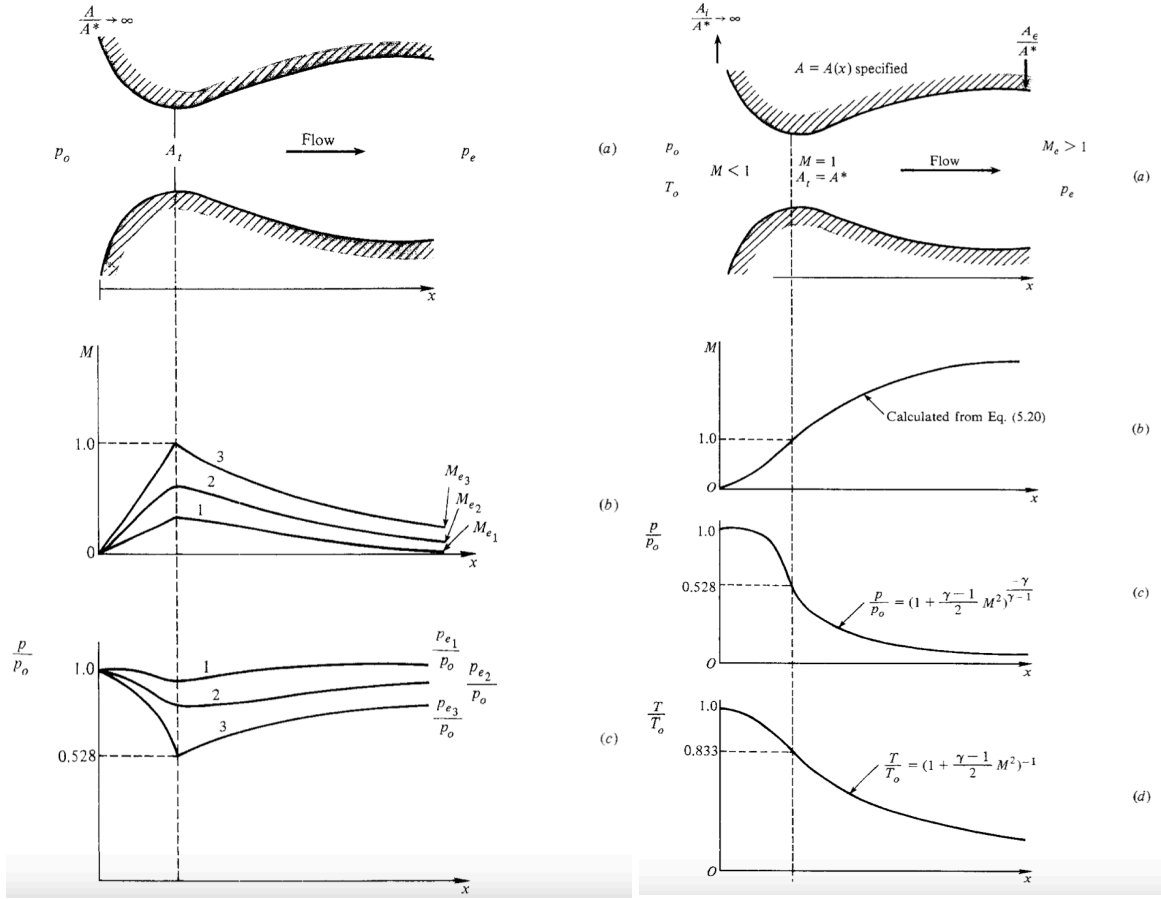 A/A* → ∞
p_o
A_t
Flow
p_e
(a)
x
M
1.0
3
2
1
M_e3
M_e2
M_e1
0
x
(b)
p/p_o
1.0
1
2
3
p_e1/p_o
p_e2/p_o
p_e3/p_o
0.528
(c)
x
A_i/A* → ∞
A_e/A*
A = A(x) specified
p_o
T_o
M < 1
M = 1
A_t = A*
Flow
M_e > 1
p_e
(a)
x
M
1.0
O
Calculated from Eq. (5.20)
x
(b)
p/p_o
1.0
0.528
p/p_o = (1 + γ−1/2 M²)^−γ/γ−1
O
x
(c)
T/T_o
1.0
0.833
T/T_o = (1 + γ−1/2 M²)^−1
O
x
(d)